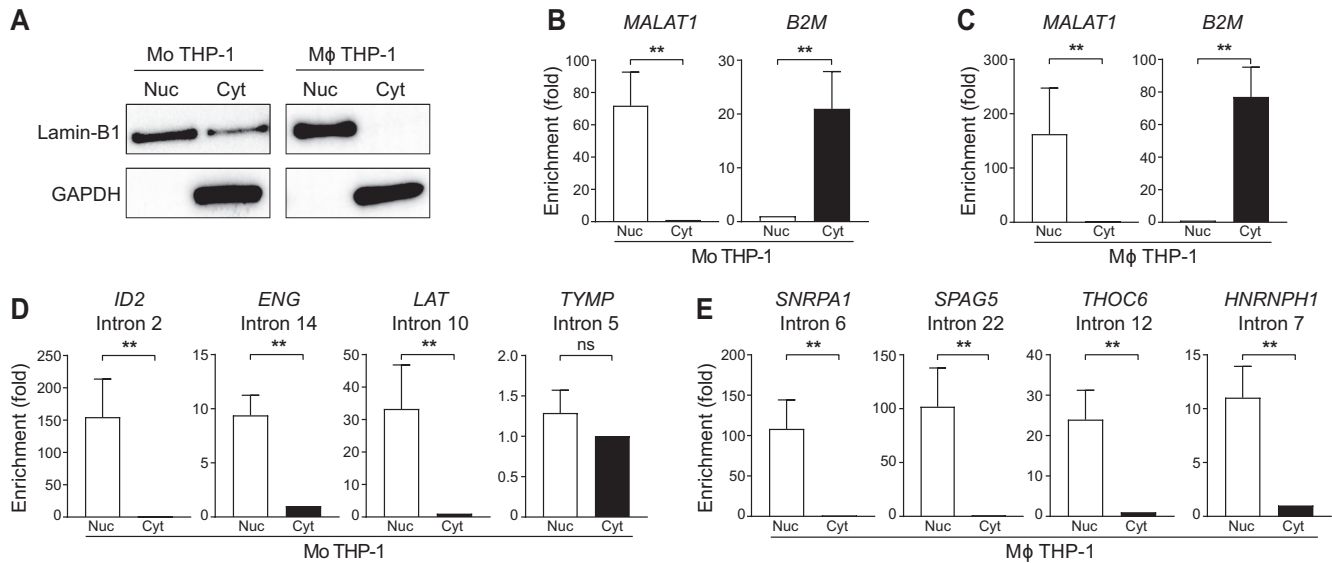 A
Mo THP-1
Mϕ THP-1
Nuc Cyt
Nuc Cyt
Lamin-B1
GAPDH
B
MALAT1
B2M
**
**
Enrichment (fold)
100
80
60
40
20
0
30
20
10
0
Nuc Cyt
Nuc Cyt
Mo THP-1
C
MALAT1
B2M
**
**
Enrichment (fold)
300
200
100
0
100
80
60
40
20
0
Nuc Cyt
Nuc Cyt
Mϕ THP-1
D
ID2
Intron 2
ENG
Intron 14
LAT
Intron 10
TYMP
Intron 5
**
**
**
ns
Enrichment (fold)
250
200
150
100
50
0
15
10
5
0
50
40
30
20
10
0
2.0
1.5
1.0
0.5
0.0
Nuc Cyt
Nuc Cyt
Nuc Cyt
Nuc Cyt
Mo THP-1
E
SNRPA1
Intron 6
SPAG5
Intron 22
THOC6
Intron 12
HNRNPH1
Intron 7
**
**
**
**
Enrichment (fold)
200
150
100
50
0
150
100
50
0
40
30
20
10
0
15
10
5
0
Nuc Cyt
Nuc Cyt
Nuc Cyt
Nuc Cyt
Mϕ THP-1